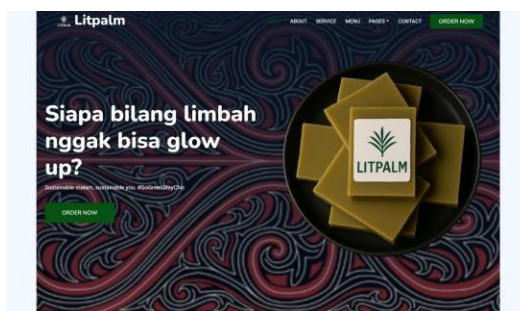 Litpalm
ABOUT SERVICE MENU PAGES CONTACT ORDER NOW
Siapa bilang limbah
nggak bisa glow
up?
Sustainable malam, sustainable you. #GoGreenStayChic
ORDER NOW
LITPALM